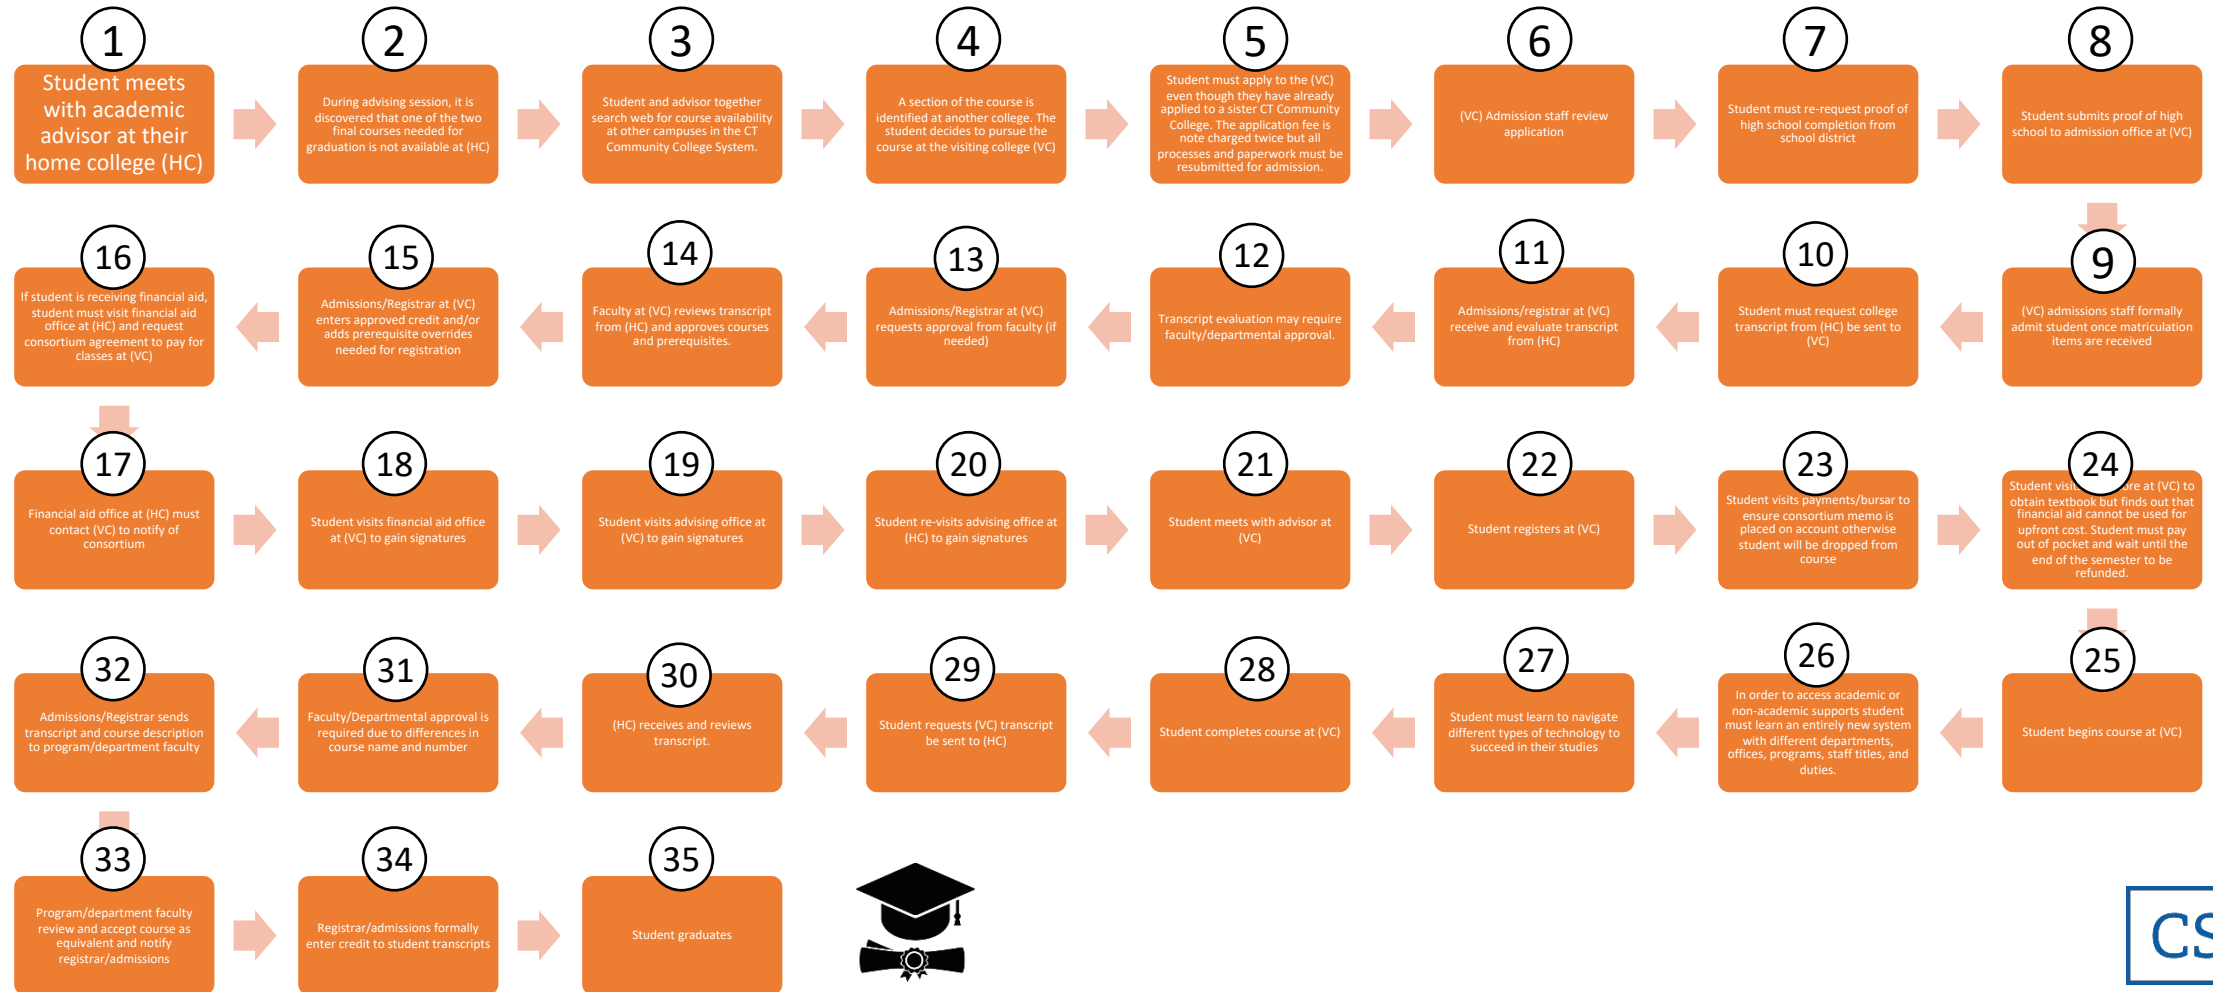 1
Student meets
with academic
advisor at their
home college (HC)
2
During advising session, it is
discovered that one of the two
final courses needed for
graduation is not available at (HC)
3
Student and advisor together
search web for course availability
at other campuses in the CT
Community College System.
4
A section of the course is
identified at another college. The
student decides to pursue the
course at the visiting college (VC)
5
Student must apply to the (VC)
even though they have already
applied to a sister CT Community
College. The application fee is
note charged twice but all
processes and paperwork must be
resubmitted for admission.
6
(VC) Admission staff review
application
7
Student must re-request proof of
high school completion from
school district
8
Student submits proof of high
school to admission office at (VC)
9
(VC) admissions staff formally
admit student once matriculation
items are received
10
Student must request college
transcript from (HC) be sent to
(VC)
11
Admissions/registrar at (VC)
receive and evaluate transcript
from (HC)
12
Transcript evaluation may require
faculty/departmental approval.
13
Admissions/Registrar at (VC)
requests approval from faculty (if
needed)
14
Faculty at (VC) reviews transcript
from (HC) and approves courses
and prerequisites.
15
Admissions/Registrar at (VC)
enters approved credit and/or
adds prerequisite overrides
needed for registration
16
If student is receiving financial aid,
student must visit financial aid
office at (HC) and request
consortium agreement to pay for
classes at (VC)
17
Financial aid office at (HC) must
contact (VC) to notify of
consortium
18
Student visits financial aid office
at (VC) to gain signatures
19
Student visits advising office at
(VC) to gain signatures
20
Student re-visits advising office at
(HC) to gain signatures
21
Student meets with advisor at
(VC)
22
Student registers at (VC)
23
Student visits payments/bursar to
ensure consortium memo is
placed on account otherwise
student will be dropped from
course
24
Student at (VC) to
obtain textbook but finds out that
financial aid cannot be used for
upfront cost. Student must pay
out of pocket and wait until the
end of the semester to be
refunded.
25
Student begins course at (VC)
26
In order to access academic or
non-academic supports student
must learn an entirely new system
with different departments,
offices, programs, staff titles, and
duties.
27
Student must learn to navigate
different types of technology to
succeed in their studies
28
Student completes course at (VC)
29
Student requests (VC) transcript
be sent to (HC)
30
(HC) receives and reviews
transcript.
31
Faculty/Departmental approval is
required due to differences in
course name and number
32
Admissions/Registrar sends
transcript and course description
to program/department faculty
33
Program/department faculty
review and accept course as
equivalent and notify
registrar/admissions
34
Registrar/admissions formally
enter credit to student transcripts
35
Student graduates
CS